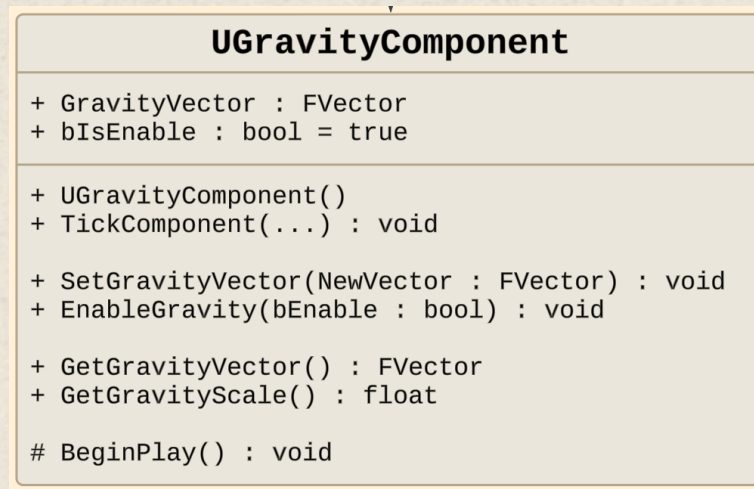 UGravityComponent
+ GravityVector : FVector
+ bIsEnable : bool = true
+ UGravityComponent()
+ TickComponent(...) : void
+ SetGravityVector(NewVector : FVector) : void
+ EnableGravity(bEnable : bool) : void
+ GetGravityVector() : FVector
+ GetGravityScale() : float
# BeginPlay() : void